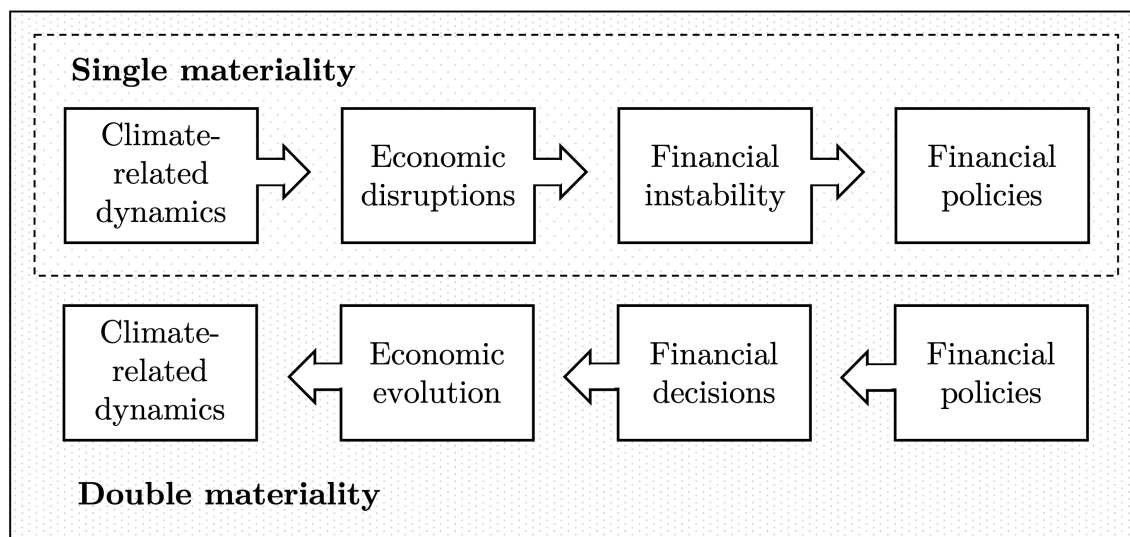 Single materiality
Climate-
related
dynamics
Economic
disruptions
Financial
instability
Financial
policies
Climate-
related
dynamics
Economic
evolution
Financial
decisions
Financial
policies
Double materiality